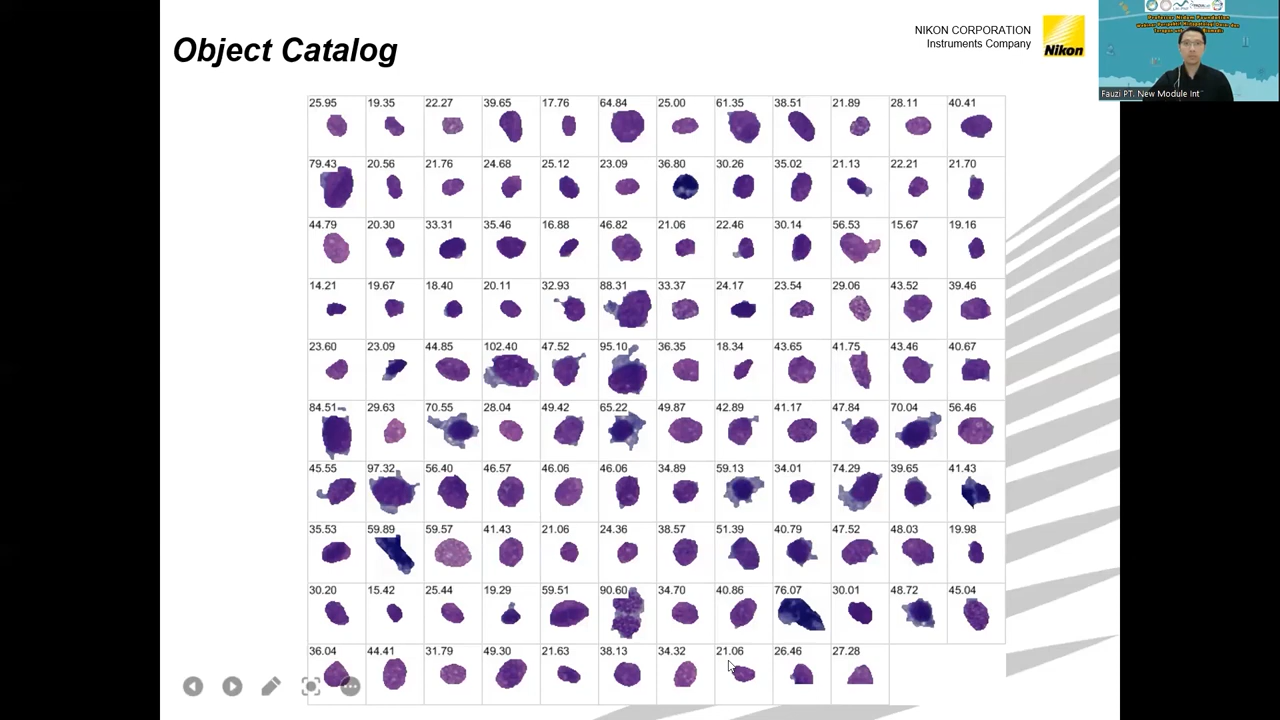 Object Catalog
NIKON CORPORATION
Instruments Company
Nikon
Professor Nidom Foundation
Fauzi PT. New Module Int
25.95 19.35 22.27 39.65 17.76 64.84 25.00 61.35 38.51 21.89 28.11 40.41
79.43 20.56 21.76 24.68 25.12 23.09 36.80 30.26 35.02 21.13 22.21 21.70
44.79 20.30 33.31 35.46 16.88 46.82 21.06 22.46 30.14 56.53 15.67 19.16
14.21 19.67 18.40 20.11 32.93 88.31 33.37 24.17 23.54 29.06 43.52 39.46
23.60 23.09 44.85 102.40 47.52 95.10 36.35 18.34 43.65 41.75 43.46 40.67
84.51 29.63 70.55 28.04 49.42 65.22 49.87 42.89 41.17 47.84 70.04 56.46
45.55 97.32 56.40 46.57 46.06 46.06 34.89 59.13 34.01 74.29 39.65 41.43
35.53 59.89 59.57 41.43 21.06 24.36 38.57 51.39 40.79 47.52 48.03 19.98
30.20 15.42 25.44 19.29 59.51 90.60 34.70 40.86 76.07 30.01 48.72 45.04
36.04 44.41 31.79 49.30 21.63 38.13 34.32 21.06 26.46 27.28